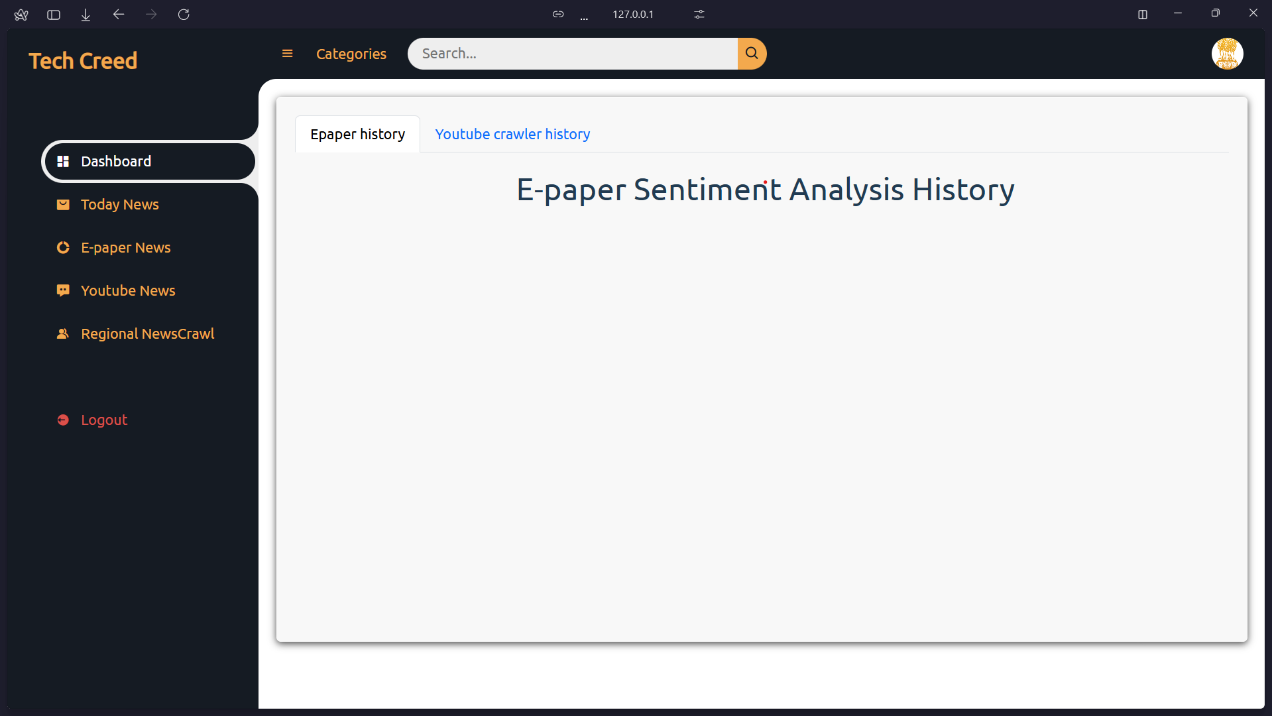 ... 127.0.0.1
Tech Creed
Categories
Search...
Dashboard
Today News
E-paper News
Youtube News
Regional NewsCrawl
Logout
Epaper history
Youtube crawler history
E-paper Sentiment Analysis History